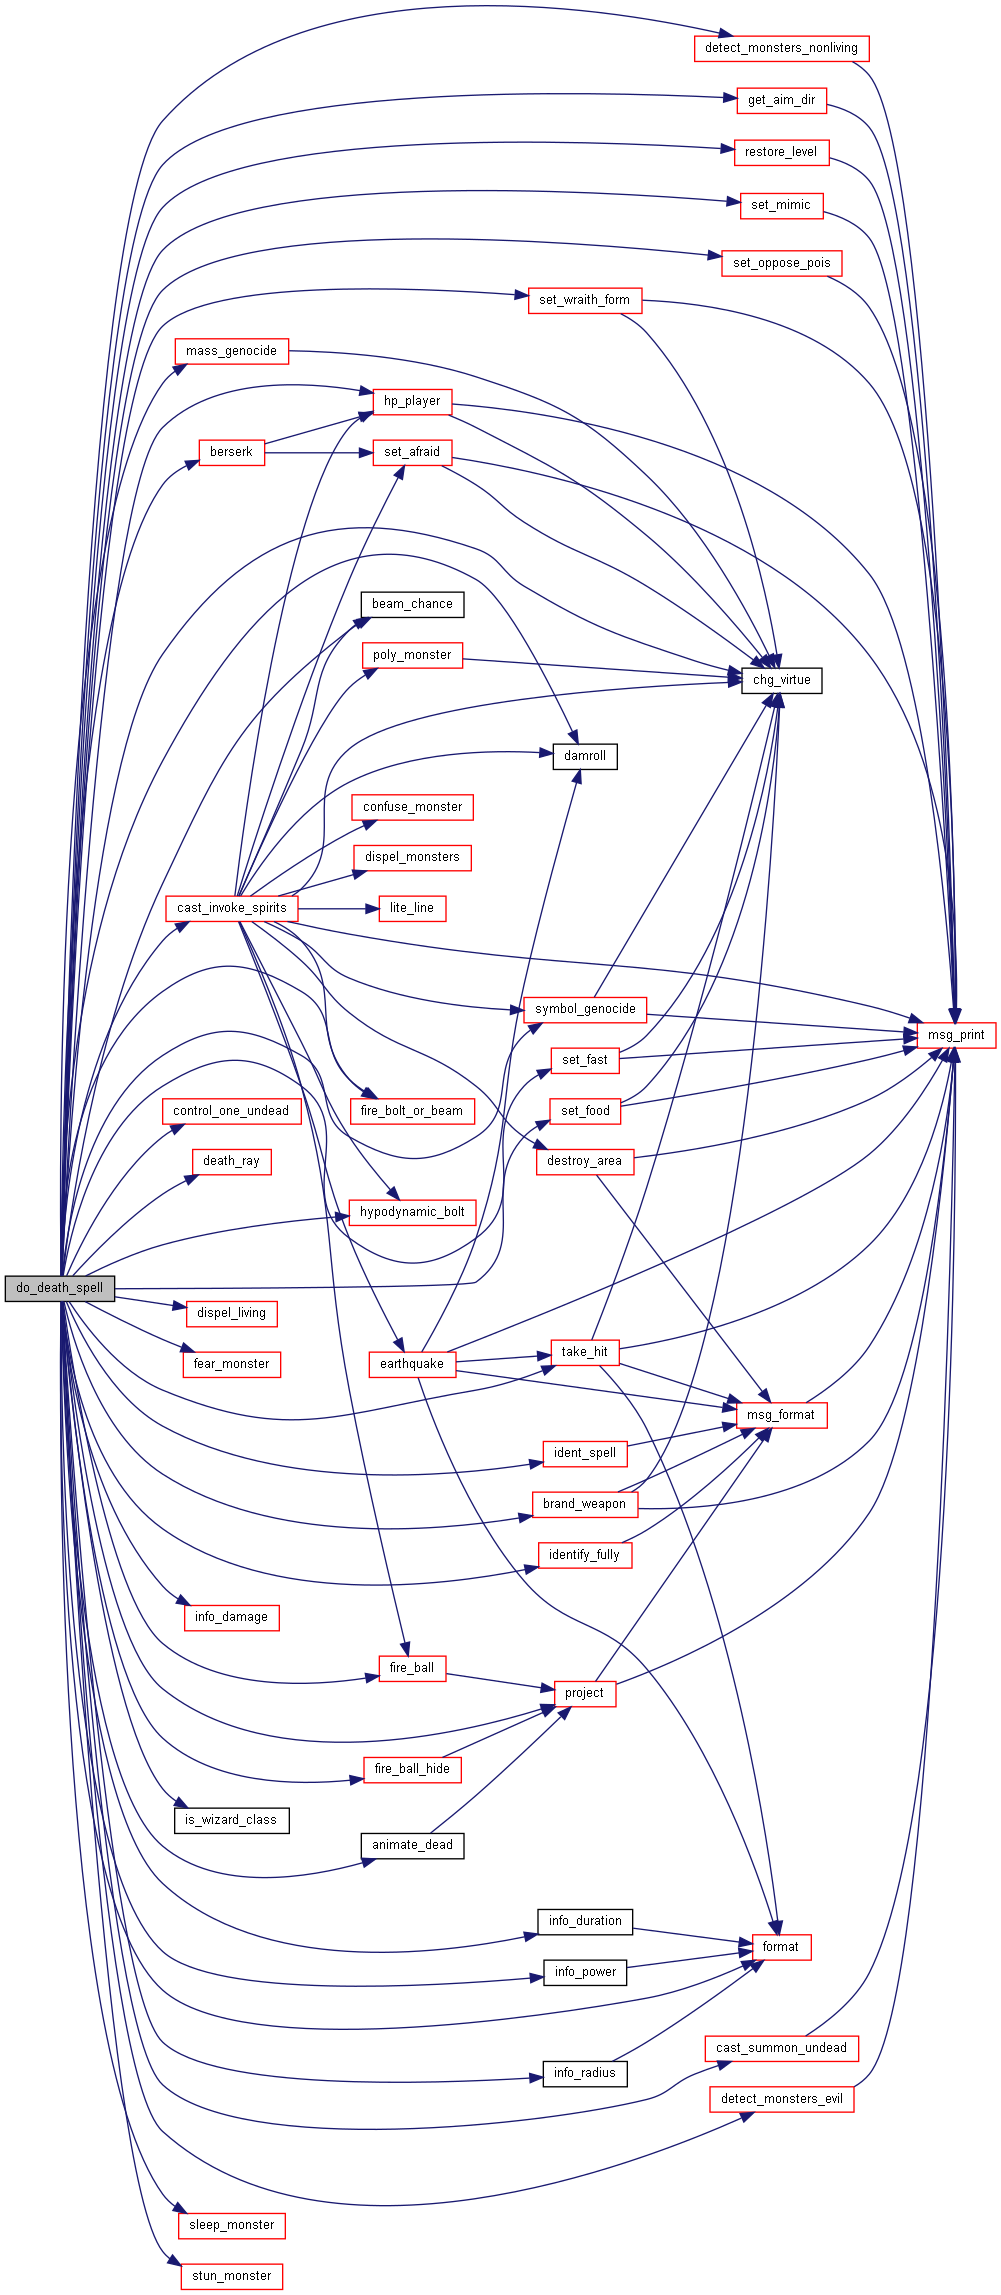 detect_monsters_nonliving
get_aim_dir
restore_level
set_mimic
set_oppose_pois
set_wraith_form
mass_genocide
hp_player
berserk
set_afraid
beam_chance
poly_monster
chg_virtue
damroll
confuse_monster
dispel_monsters
cast_invoke_spirits
lite_line
symbol_genocide
msg_print
set_fast
control_one_undead
fire_bolt_or_beam
set_food
death_ray
destroy_area
hypodynamic_bolt
do_death_spell
dispel_living
fear_monster
earthquake
take_hit
msg_format
ident_spell
brand_weapon
identify_fully
info_damage
fire_ball
project
fire_ball_hide
is_wizard_class
animate_dead
info_duration
format
info_power
cast_summon_undead
info_radius
detect_monsters_evil
sleep_monster
stun_monster